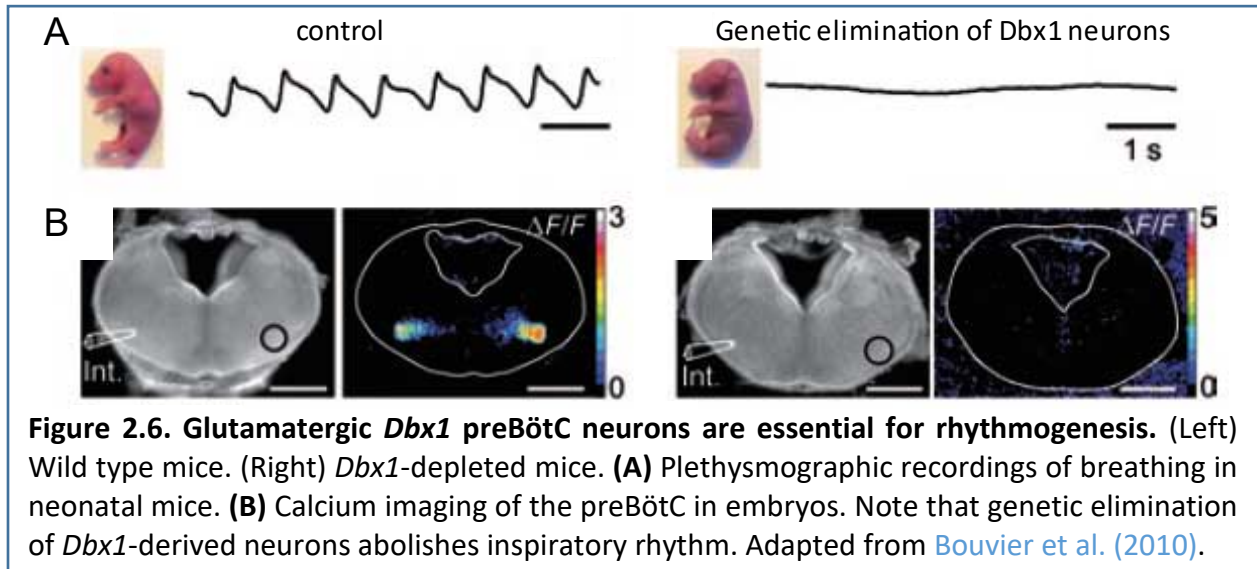 A
control
Genetic elimination of Dbx1 neurons
1 s
B
Int.
ΔF/F
3
0
Int.
ΔF/F
5
0
Figure 2.6. Glutamatergic Dbx1 preBötC neurons are essential for rhythmogenesis. (Left)
Wild type mice. (Right) Dbx1-depleted mice. (A) Plethysmographic recordings of breathing in
neonatal mice. (B) Calcium imaging of the preBötC in embryos. Note that genetic elimination
of Dbx1-derived neurons abolishes inspiratory rhythm. Adapted from Bouvier et al. (2010).